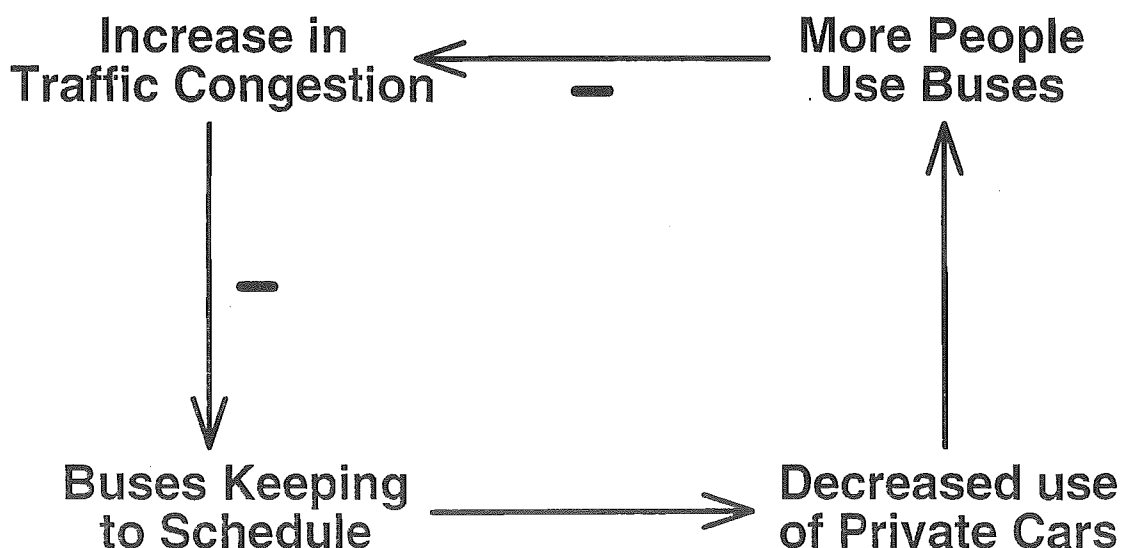 Increase in
Traffic Congestion
More People
Use Buses
-
-
Buses Keeping
to Schedule
Decreased use
of Private Cars